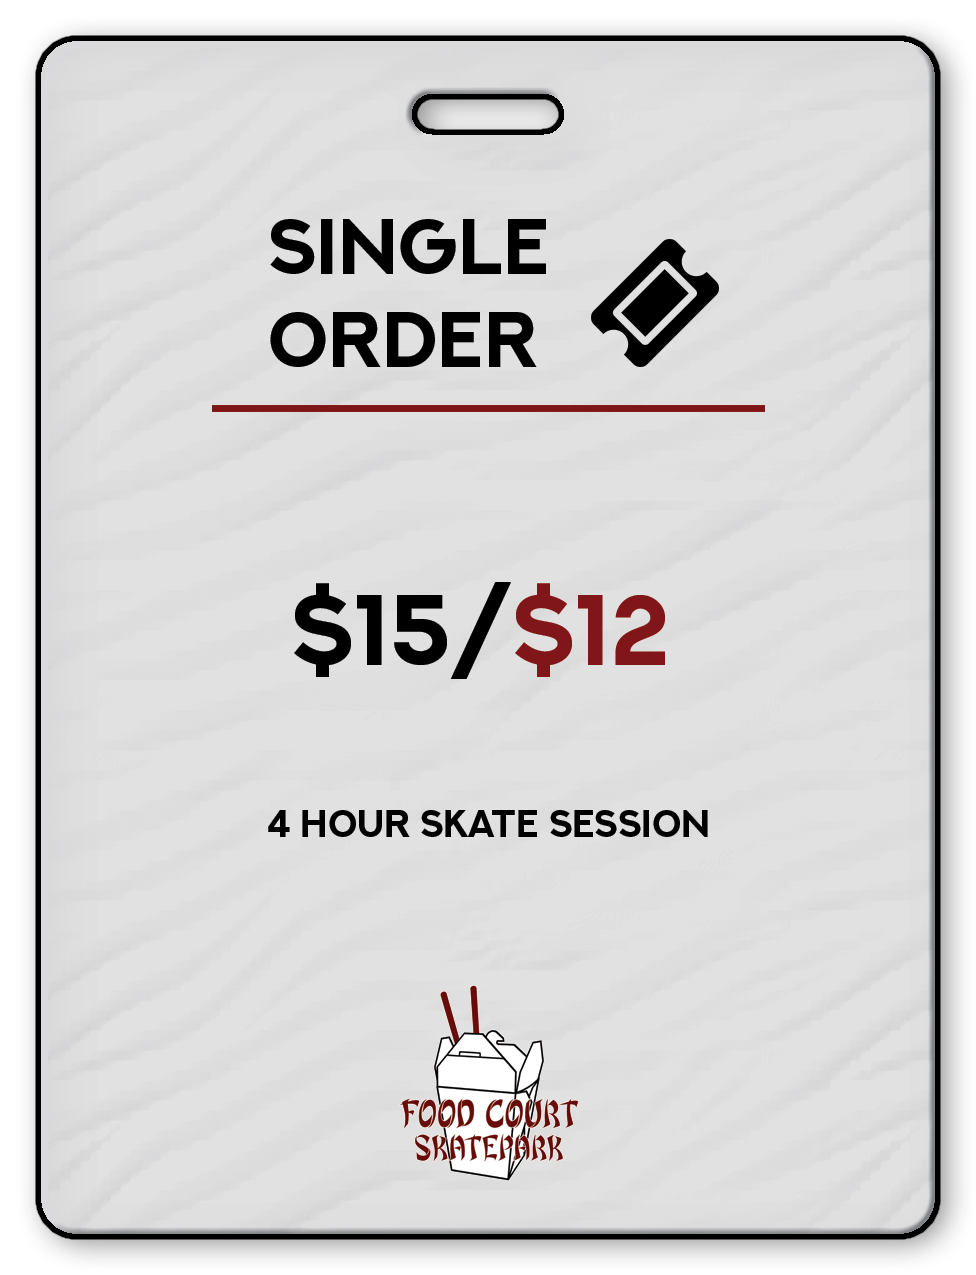 SINGLE
ORDER
$15/$12
4 HOUR SKATE SESSION
FOOD COURT
SKATEPARK